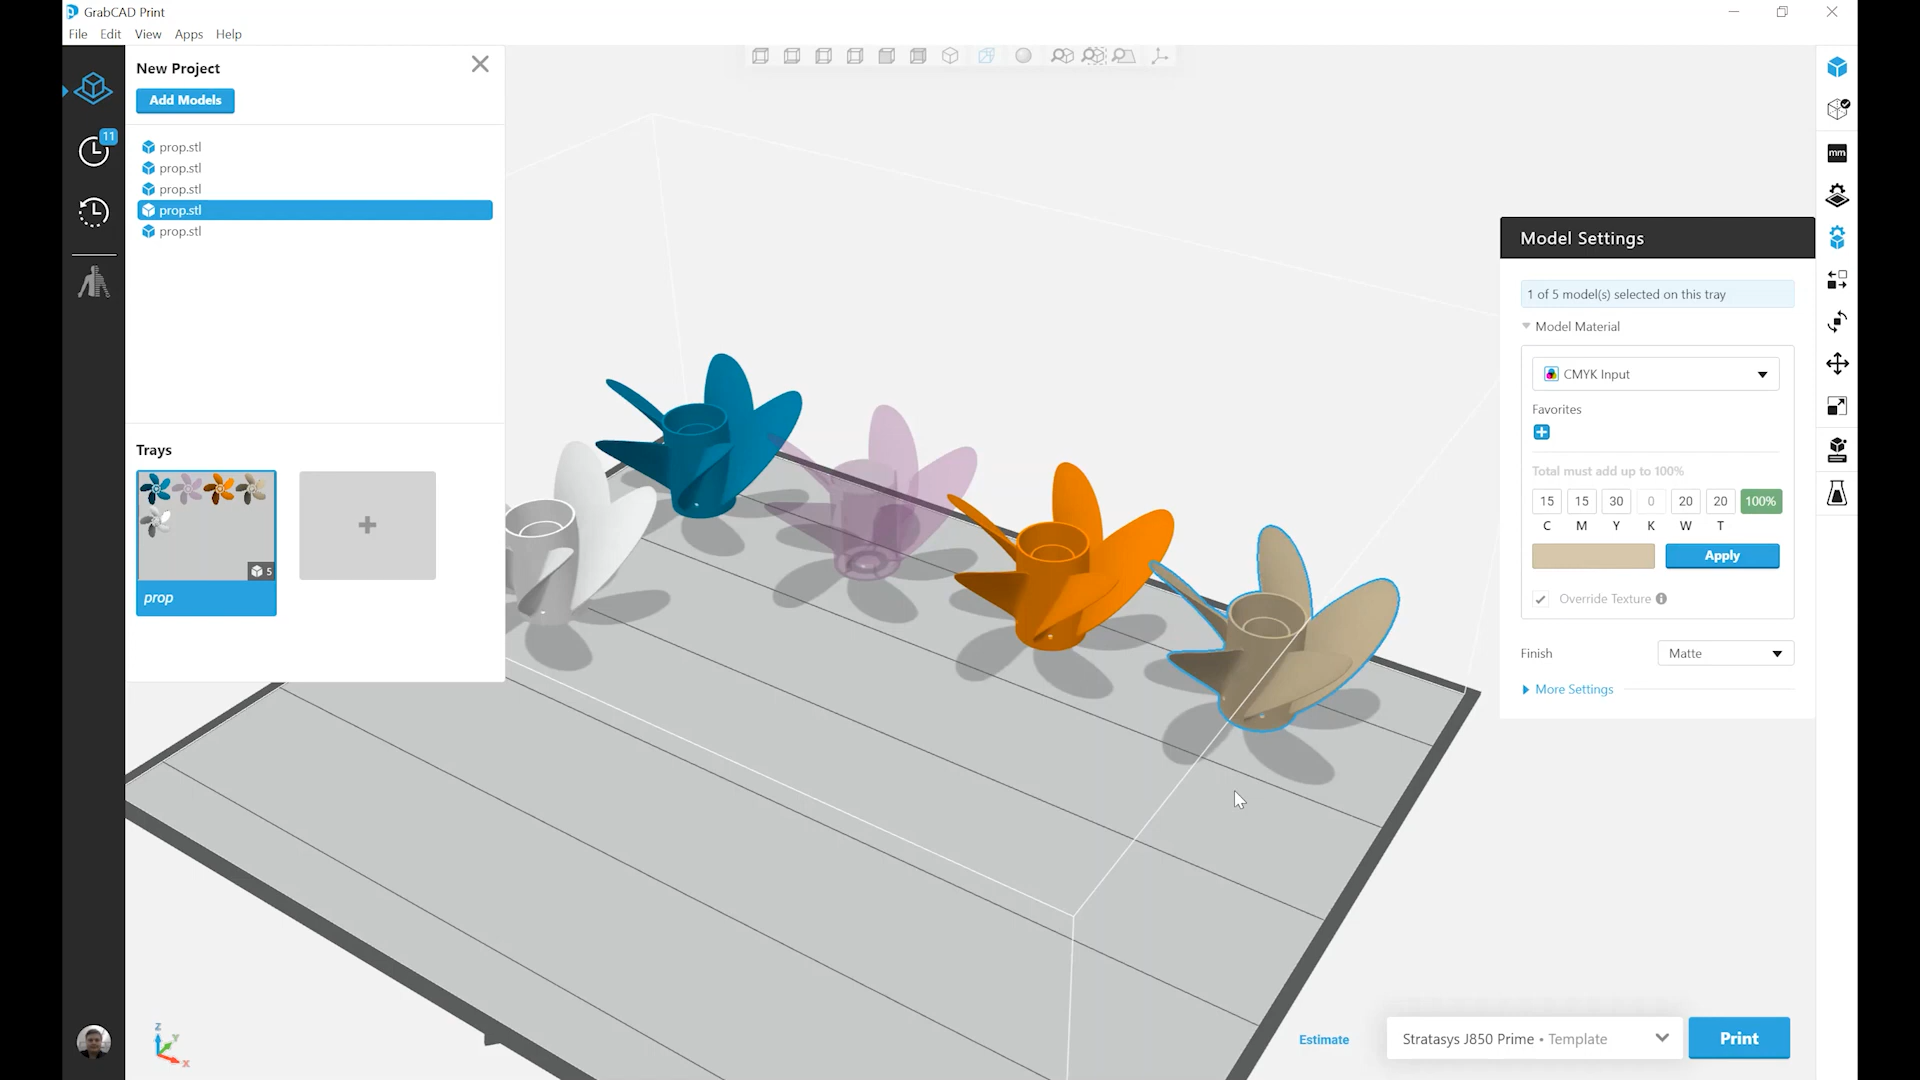 GrabCAD Print
File Edit View Apps Help
New Project
Add Models
11
prop.stl
prop.stl
prop.stl
prop.stl
prop.stl
Trays
5
prop
mm
Model Settings
1 of 5 model(s) selected on this tray
Model Material
CMYK Input
Favorites
Total must add up to 100%
15 15 30 0 20 20 100%
C M Y K W T
Apply
Override Texture
Finish Matte
More Settings
Z
Y
X
Estimate
Stratasys J850 Prime • Template
Print